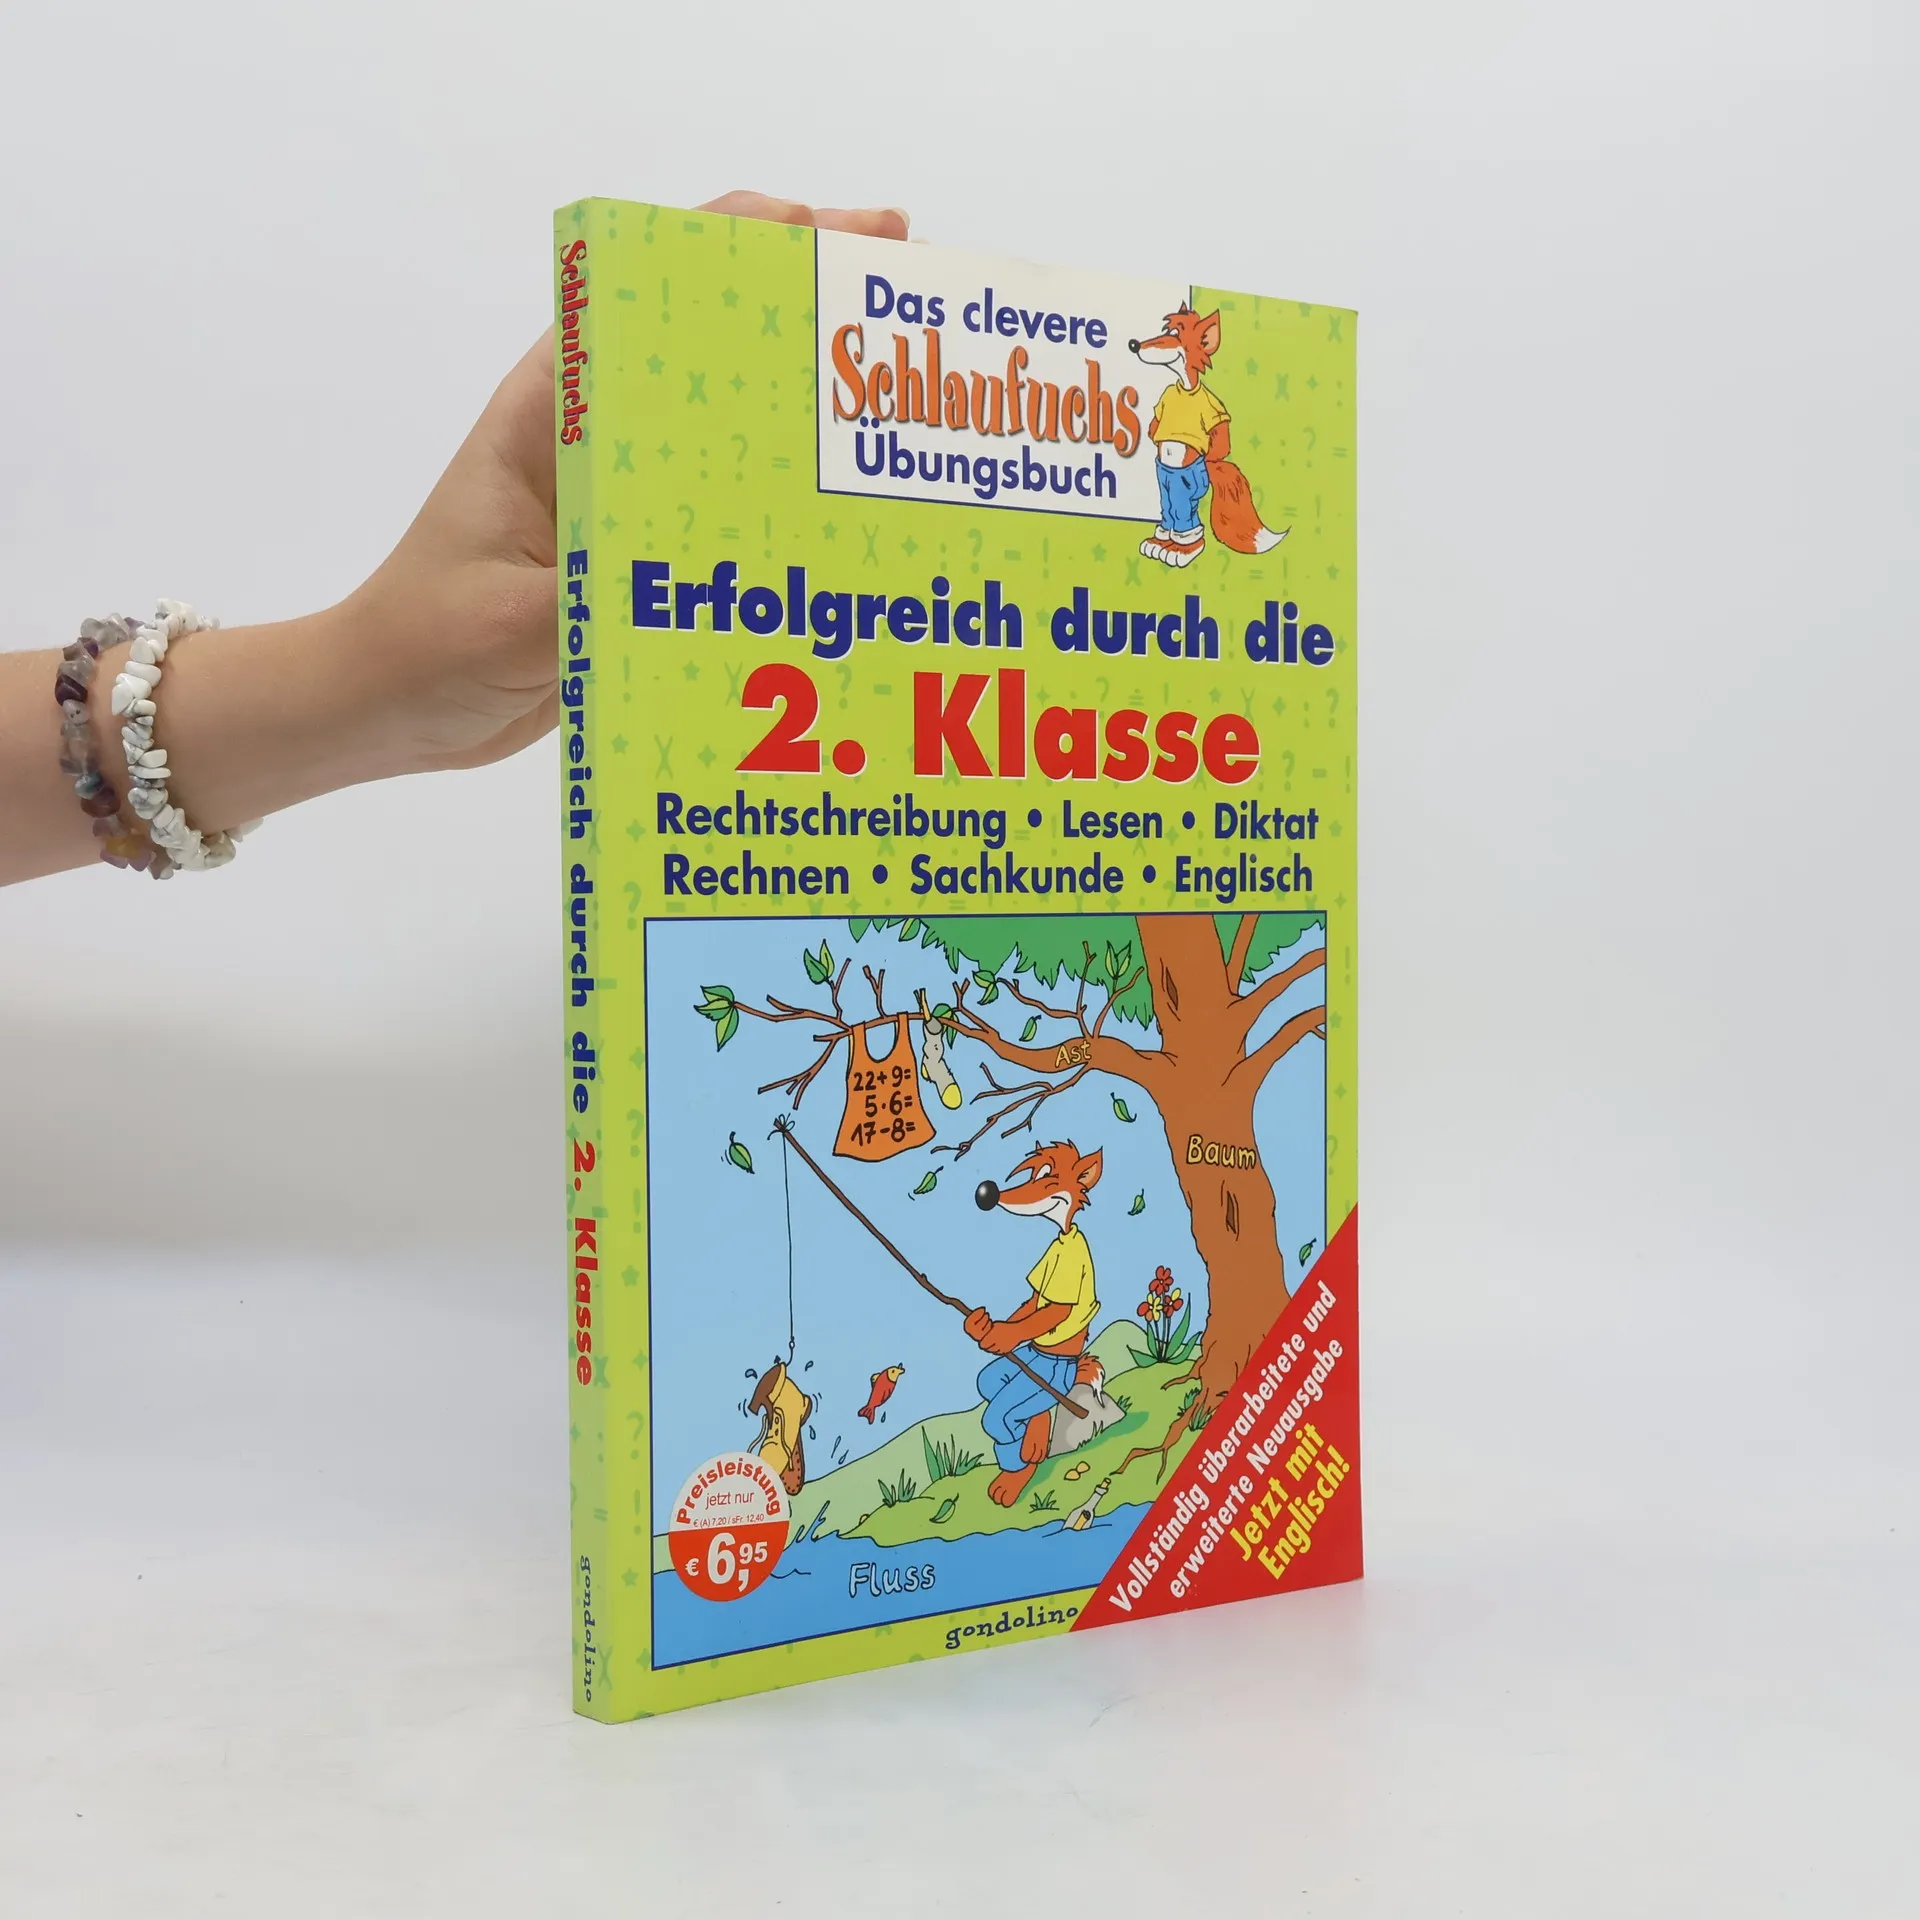 Schlaufuchs
Erfolgreich durch die 2. Klasse
gondolino
Das clevere
Schlaufuchs
Übungsbuch
Erfolgreich durch die
2. Klasse
Rechtschreibung • Lesen • Diktat
Rechnen • Sachkunde • Englisch
Ast
22+9=
5·6=
17-8=
Baum
Vollständig überarbeitete und
erweiterte Neuausgabe
Jetzt mit
Englisch!
Preisleistung
jetzt nur
€ (A) 7,20 / sFr. 12,40
€ 6,95
Fluss
gondolino